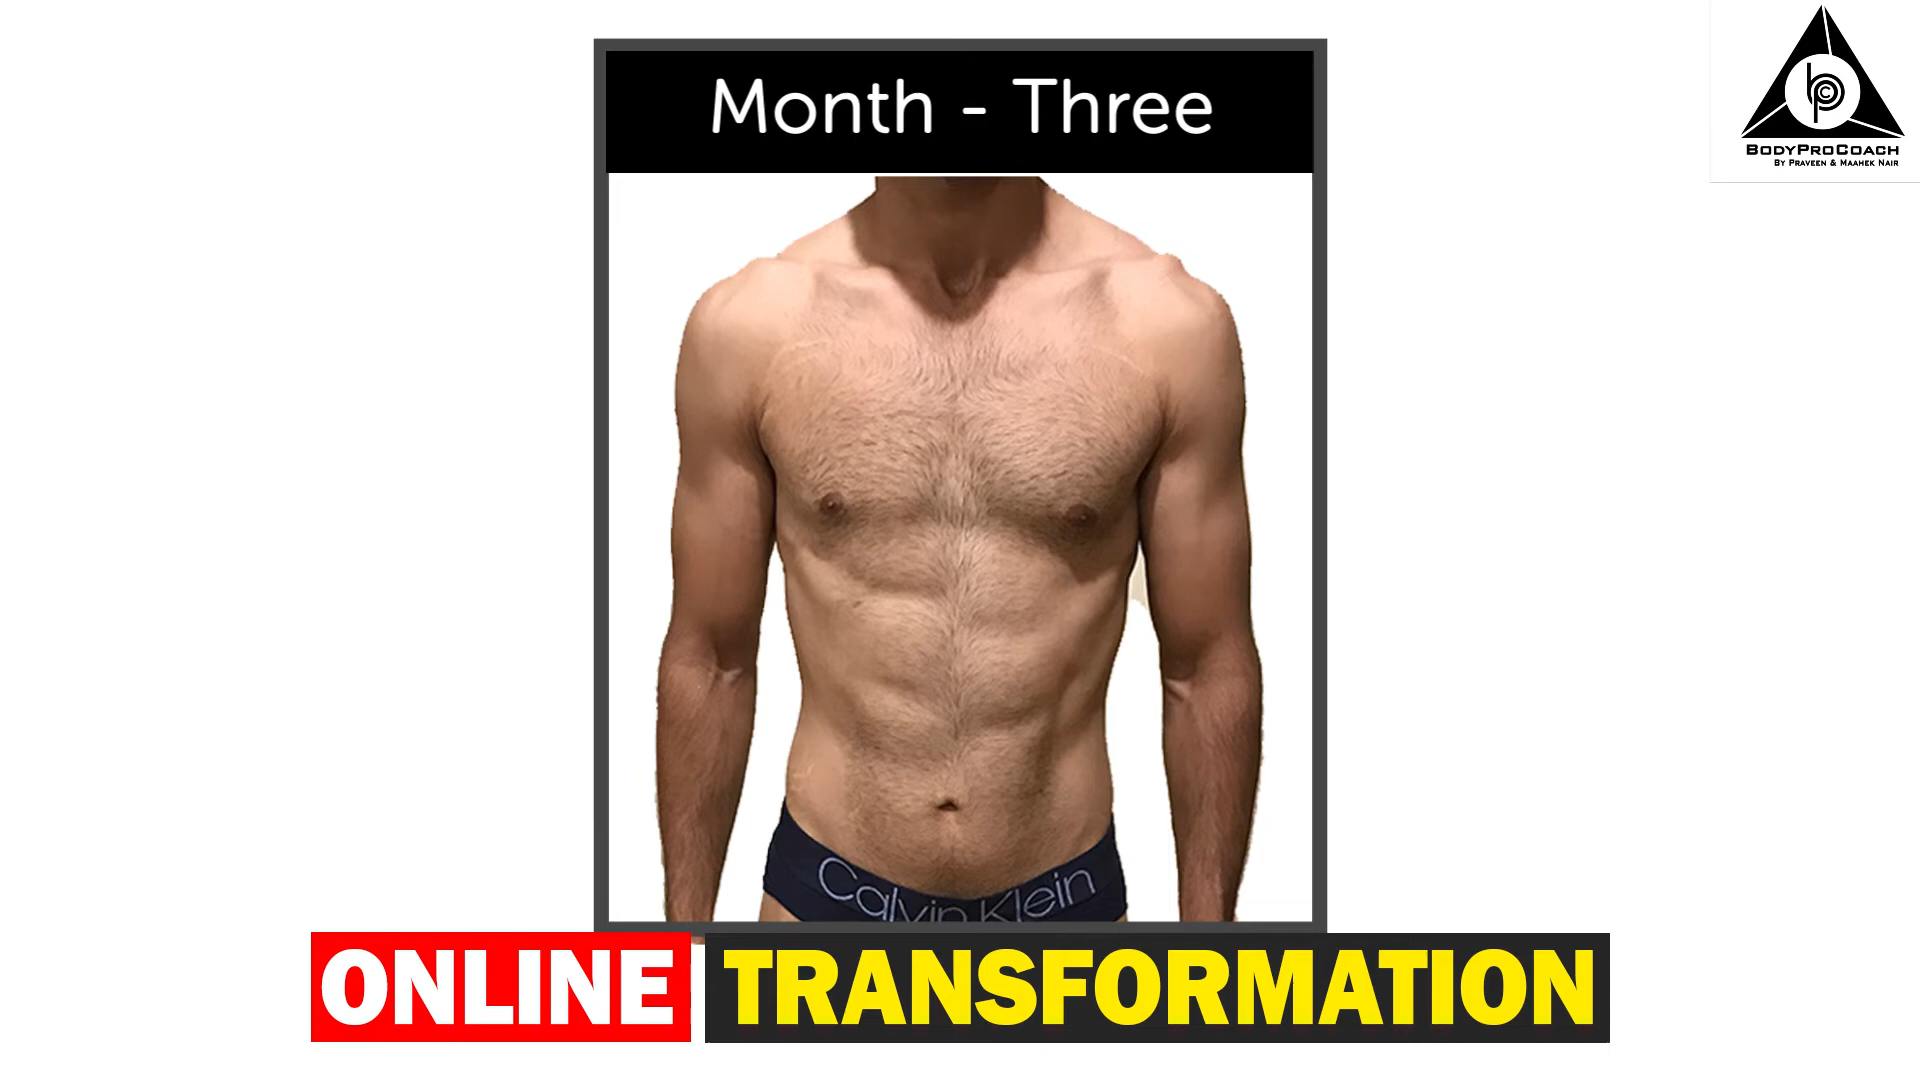 Month - Three
BODYPROCOACH
BY PRAVEEN & MAAHEK NAIR
Calvin Klein
ONLINE TRANSFORMATION